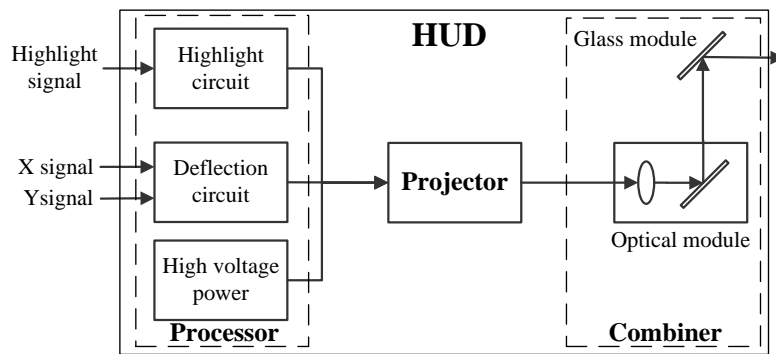 HUD
Highlight
signal
Highlight
circuit
Glass module
X signal
Ysignal
Deflection
circuit
Projector
Optical module
High voltage
power
Processor
Combiner